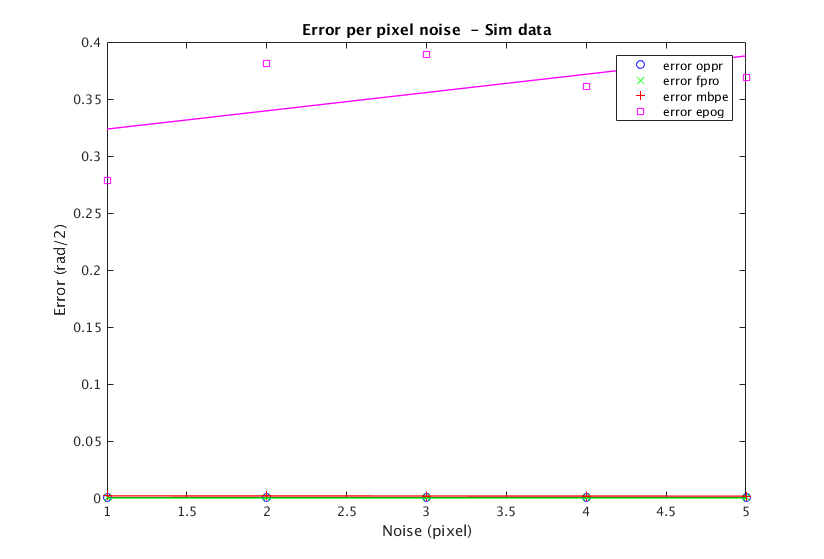 Error per pixel noise - Sim data
0.4
0.35
0.3
0.25
0.2
0.15
0.1
0.05
0
Error (rad/2)
error oppr
error fpro
error mbpe
error epog
1
1.5
2
2.5
3
3.5
4
4.5
5
Noise (pixel)